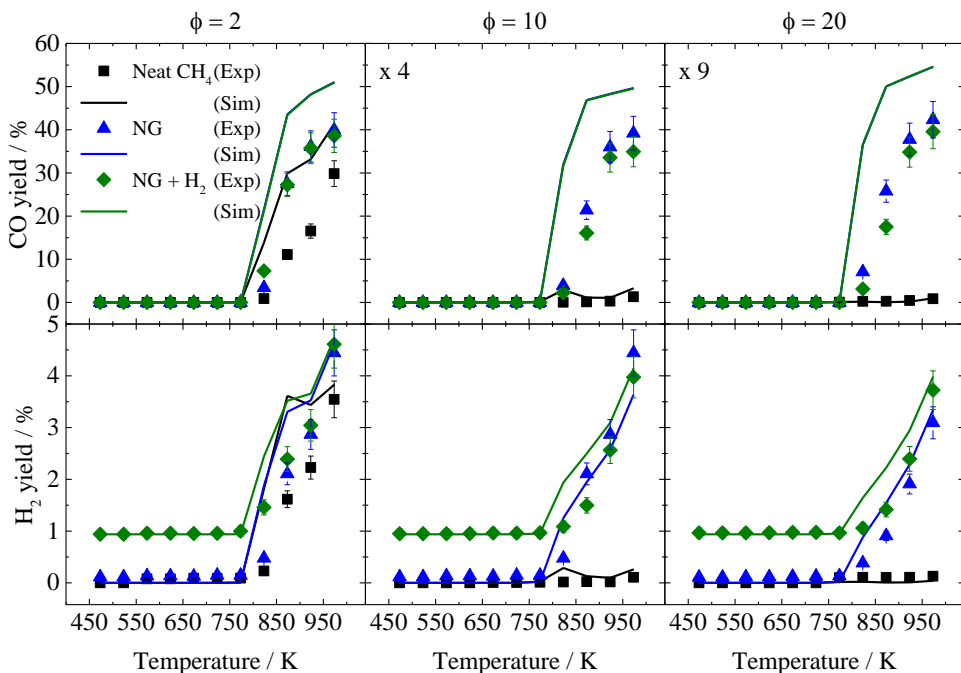 ϕ = 2 ϕ = 10 ϕ = 20
60
50
40
30
20
10
0
CO yield / %
Neat CH₄ (Exp)
(Sim)
NG (Exp)
(Sim)
NG + H₂ (Exp)
(Sim)
x 4
x 9
5
4
3
2
1
0
H₂ yield / %
450 550 650 750 850 950 450 550 650 750 850 950 450 550 650 750 850 950
Temperature / K Temperature / K Temperature / K